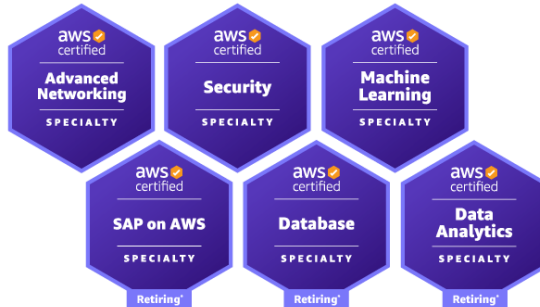 aws
certified
Advanced
Networking
SPECIALTY
aws
certified
Security
SPECIALTY
aws
certified
Machine
Learning
SPECIALTY
aws
certified
SAP on AWS
SPECIALTY
Retiring*
aws
certified
Database
SPECIALTY
Retiring*
aws
certified
Data
Analytics
SPECIALTY
Retiring*